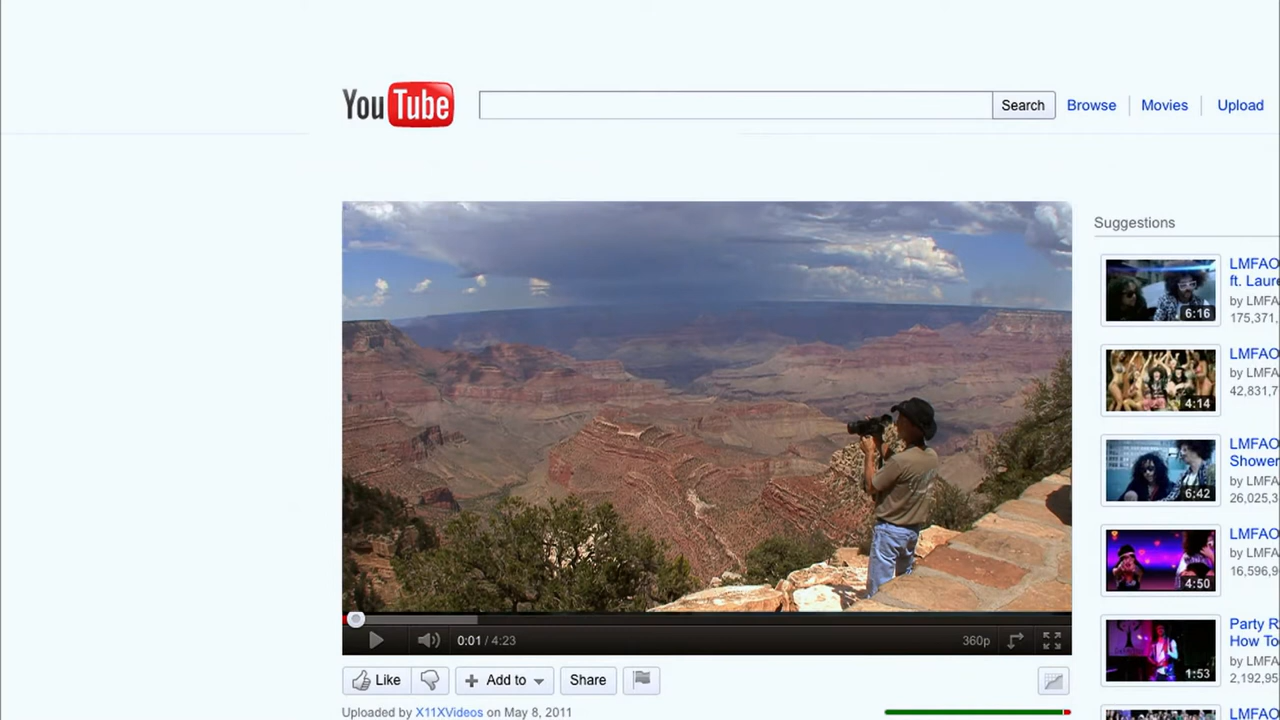 YouTube
Search
Browse
Movies
Upload
Suggestions
LMFAO
ft. Laure
by LMFA
175,371,
6:16
LMFAO
by LMFA
42,831,7
4:14
LMFAO
Shower
by LMFA
26,025,3
6:42
LMFAO
by LMFA
16,596,9
4:50
Party R
How To
by LMFA
2,192,95
1:53
LMFAO
0:01 / 4:23
360p
Like
Add to
Share
Uploaded by X11XVideos on May 8, 2011